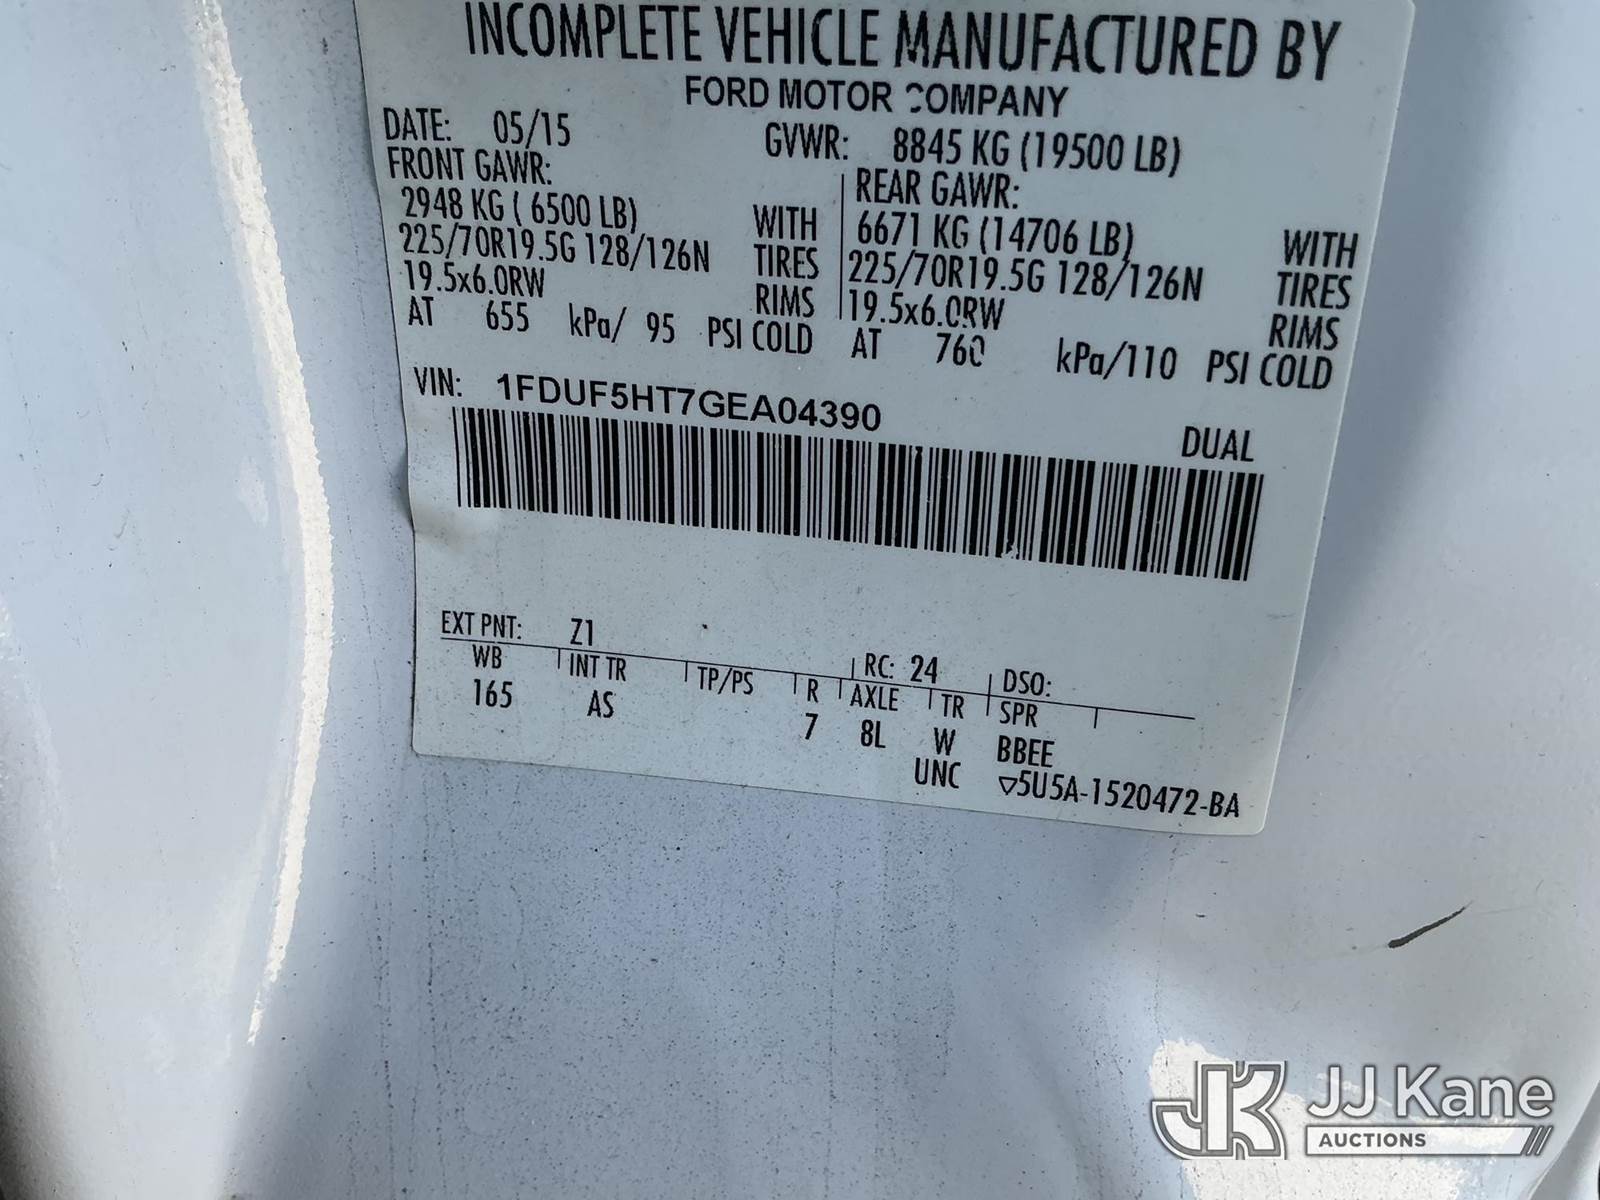 INCOMPLETE VEHICLE MANUFACTURED BY
FORD MOTOR COMPANY
DATE: 05/15 GVWR: 8845 KG (19500 LB)
FRONT GAWR: REAR GAWR:
2948 KG ( 6500 LB) WITH 6671 KG (14706 LB) WITH
225/70R19.5G 128/126N TIRES 225/70R19.5G 128/126N TIRES
19.5x6.0RW RIMS 19.5x6.0RW RIMS
AT 655 kPa/ 95 PSI COLD AT 760 kPa/110 PSI COLD
VIN: 1FDUF5HT7GEA04390
DUAL
EXT PNT: Z1 RC: 24 DSO:
WB INT TR TP/PS R AXLE TR SPR
165 AS 7 8L W BBEE
UNC ▽5U5A-1520472-BA
JK JJ Kane
AUCTIONS